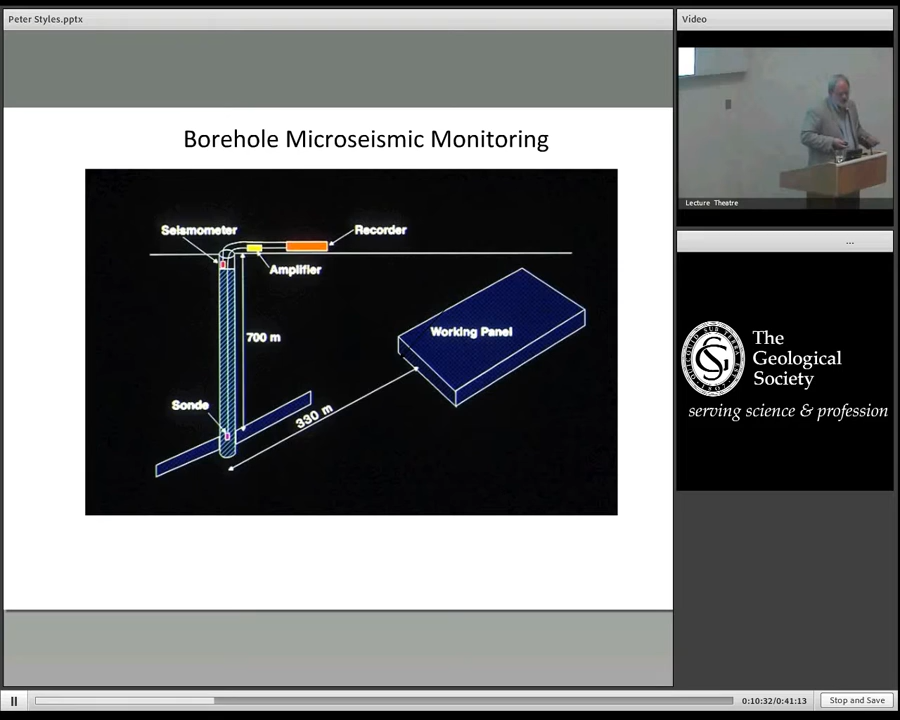 Peter Styles.pptx
Video
Borehole Microseismic Monitoring
Seismometer
Recorder
Amplifier
700 m
Working Panel
Sonde
330 m
Lecture Theatre
...
The
Geological
Society
serving science & profession
0:10:32/0:41:13
Stop and Save